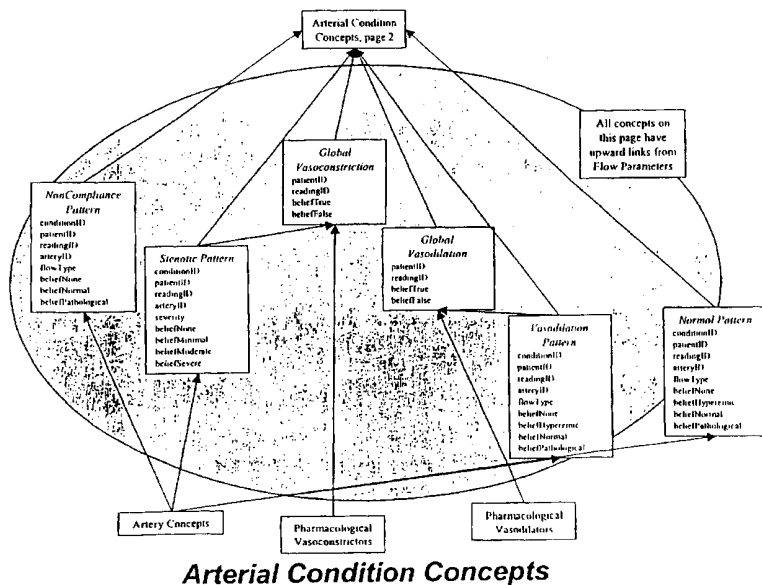 Arterial Condition
Concepts, page 2
All concepts on
this page have
upward links from
Flow Parameters
Global
Vasoconstriction
patientID
readingID
beliefTrue
beliefFalse
NonCompliance
Pattern
conditionID
patientID
readingID
arteryID
flowType
beliefNone
beliefNormal
beliefPathological
Stenotic Pattern
conditionID
patientID
readingID
arteryID
severity
beliefNone
beliefMinimal
beliefModerate
beliefSevere
Global
Vasodilation
patientID
readingID
beliefTrue
beliefFalse
Vasodilation
Pattern
conditionID
patientID
readingID
arteryID
flowType
beliefNone
beliefHyperemic
beliefNormal
beliefPathological
Normal Pattern
conditionID
patientID
readingID
arteryID
flowType
beliefNone
beliefHyperemic
beliefNormal
beliefPathological
Artery Concepts
Pharmacological
Vasoconstrictors
Pharmacological
Vasodilators
Arterial Condition Concepts